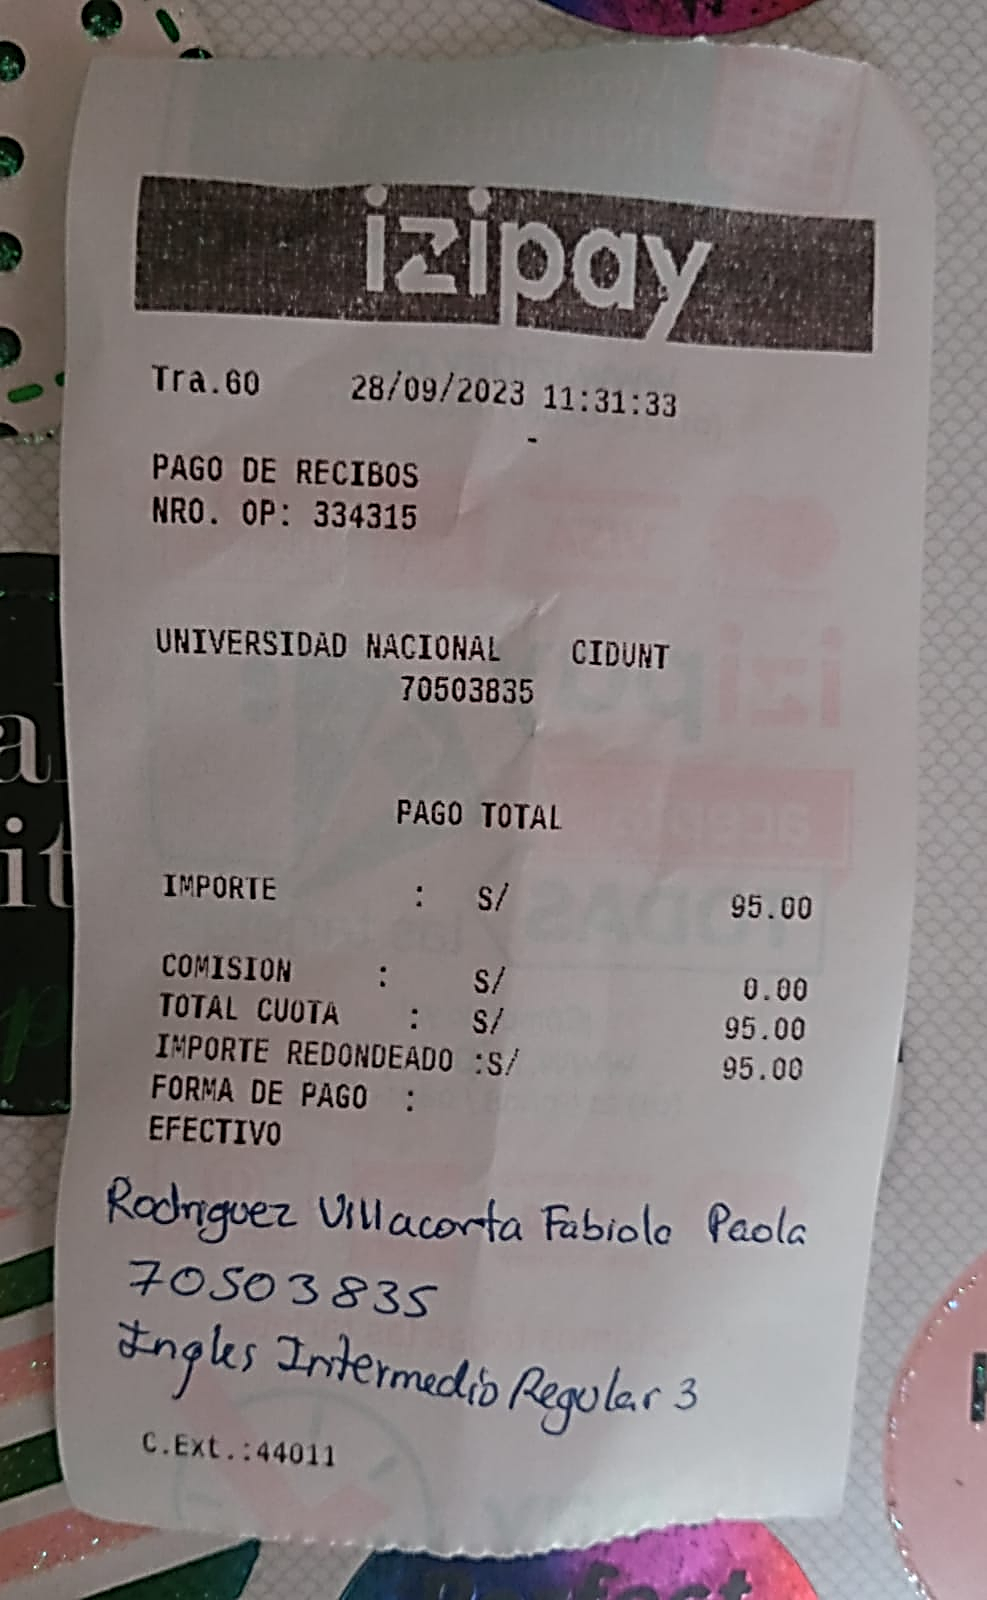 izipay
Tra.60 28/09/2023 11:31:33
-
PAGO DE RECIBOS
NRO. OP: 334315
UNIVERSIDAD NACIONAL CIDUNT
70503835
PAGO TOTAL
IMPORTE : S/ 95.00
COMISION : S/ 0.00
TOTAL CUOTA : S/ 95.00
IMPORTE REDONDEADO :S/ 95.00
FORMA DE PAGO :
EFECTIVO
Rodriguez Villacorta Fabiola Paola
70503835
Ingles Intermedio Regular 3
C.Ext.:44011
Perfect